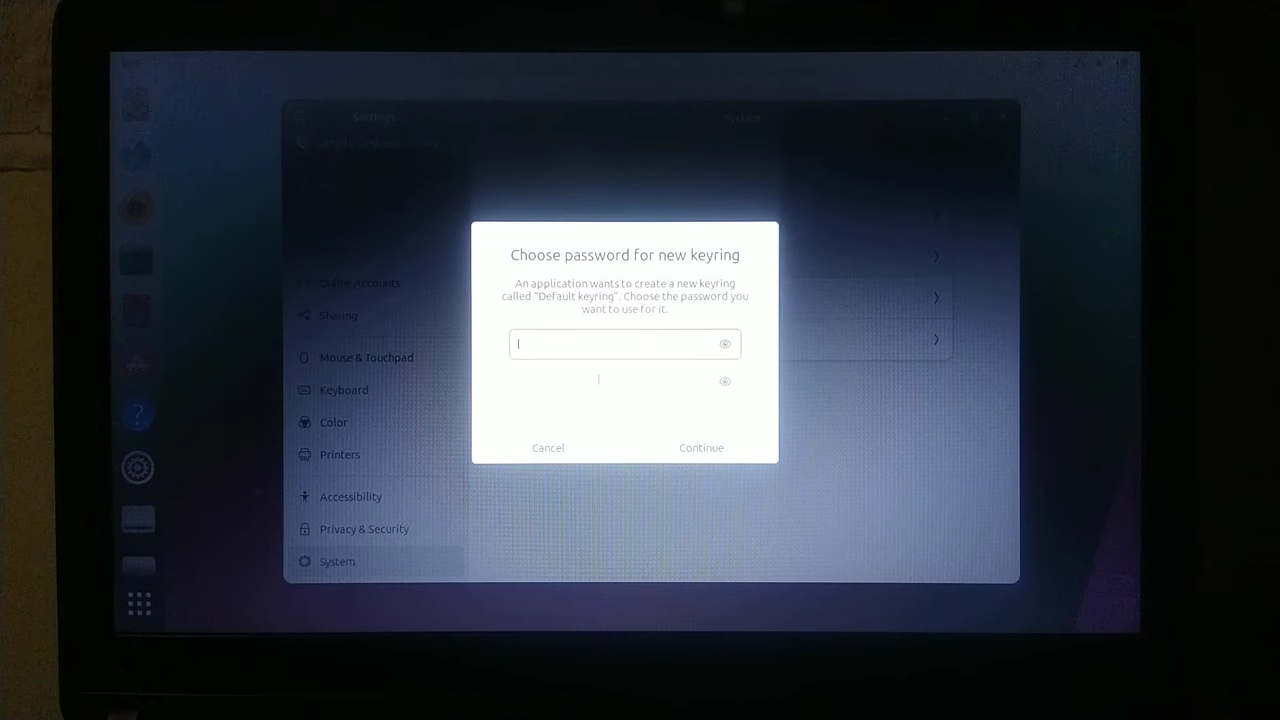 Settings
System
Choose password for new keyring
An application wants to create a new keyring
called "Default keyring". Choose the password you
want to use for it.
Cancel
Continue
Online Accounts
Sharing
Mouse & Touchpad
Keyboard
Color
Printers
Accessibility
Privacy & Security
System